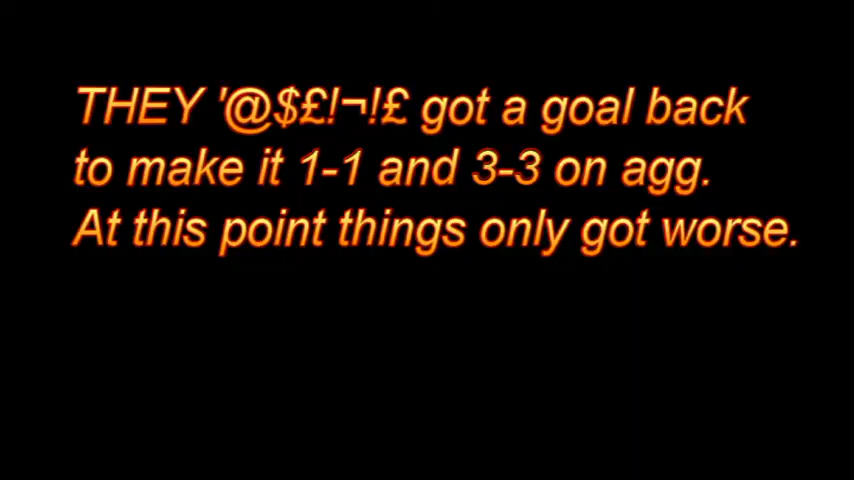 THEY '@$£!¬!£ got a goal back
to make it 1-1 and 3-3 on agg.
At this point things only got worse.